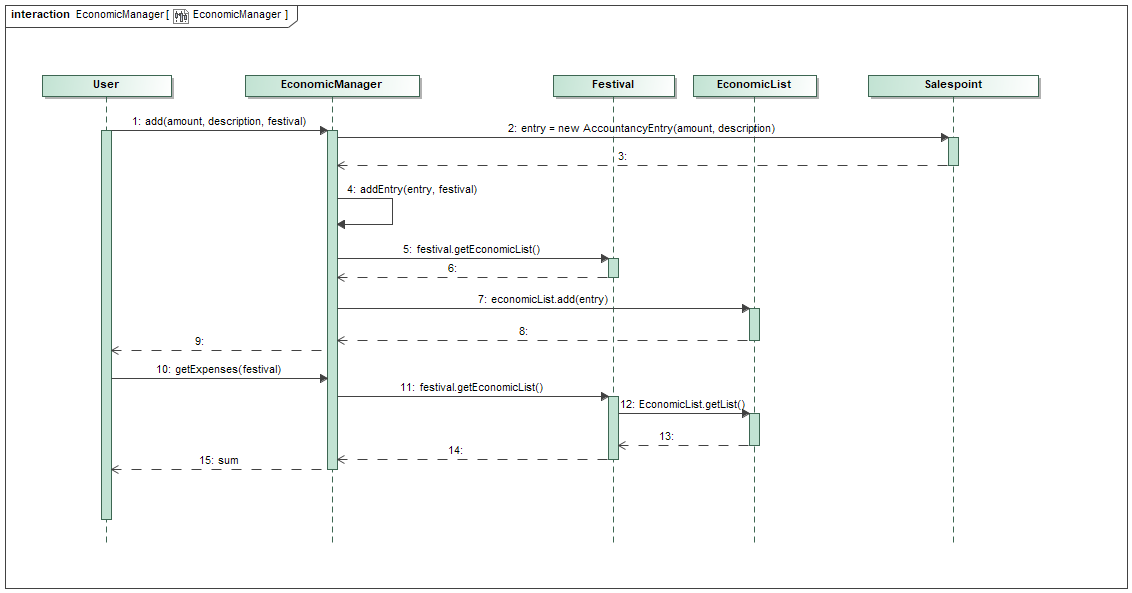 interaction EconomicManager [ EconomicManager ]
User
EconomicManager
Festival
EconomicList
Salespoint
1: add(amount, description, festival)
2: entry = new AccountancyEntry(amount, description)
3:
4: addEntry(entry, festival)
5: festival.getEconomicList()
6:
7: economicList.add(entry)
8:
9:
10: getExpenses(festival)
11: festival.getEconomicList()
12: EconomicList.getList()
13:
14:
15: sum